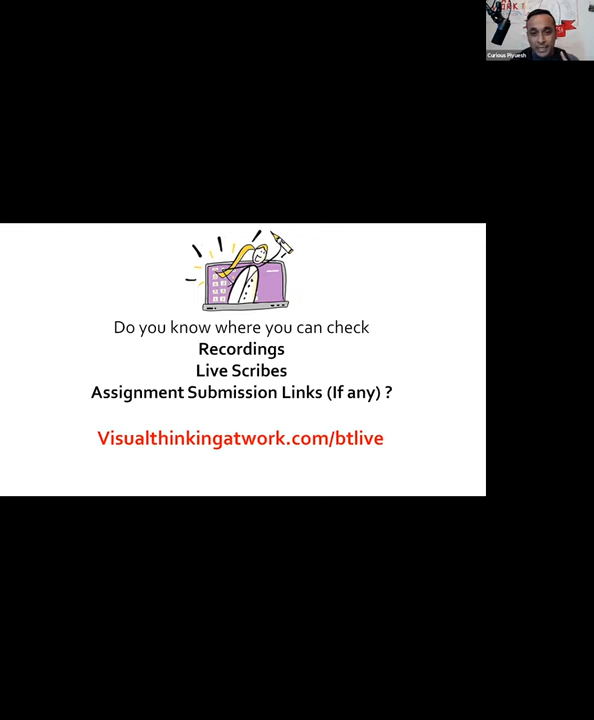 Curious Piyuesh
Do you know where you can check
Recordings
Live Scribes
Assignment Submission Links (If any) ?
Visualthinkingatwork.com/btlive